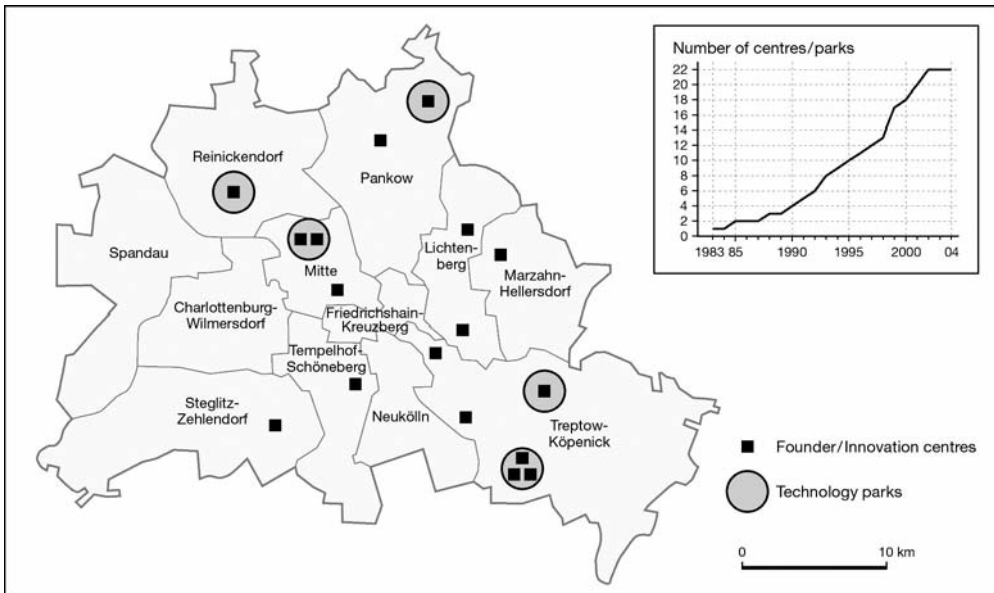 Number of centres/parks
22
20
18
16
14
12
10
8
6
4
2
0
1983 85 1990 1995 2000 04
Reinickendorf
Pankow
Spandau
Mitte
Lichten-
berg
Marzahn-
Hellersdorf
Charlottenburg-
Wilmersdorf
Friedrichshain-
Kreuzberg
Tempelhof-
Schöneberg
Steglitz-
Zehlendorf
Neukölln
Treptow-
Köpenick
Founder/Innovation centres
Technology parks
0 10 km